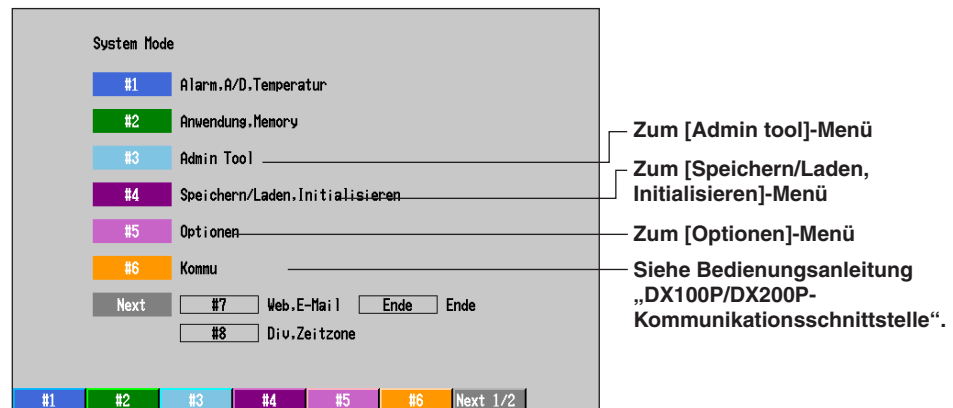 System Mode
#1 Alarm,A/D,Temperatur
#2 Anwendung,Memory
#3 Admin Tool
#4 Speichern/Laden,Initialisieren
#5 Optionen
#6 Kommu
Next #7 Web,E-Mail Ende Ende
#8 Div,Zeitzone
#1 #2 #3 #4 #5 #6 Next 1/2
Zum [Admin tool]-Menü
Zum [Speichern/Laden,
Initialisieren]-Menü
Zum [Optionen]-Menü
Siehe Bedienungsanleitung
„DX100P/DX200P-
Kommunikationsschnittstelle“.